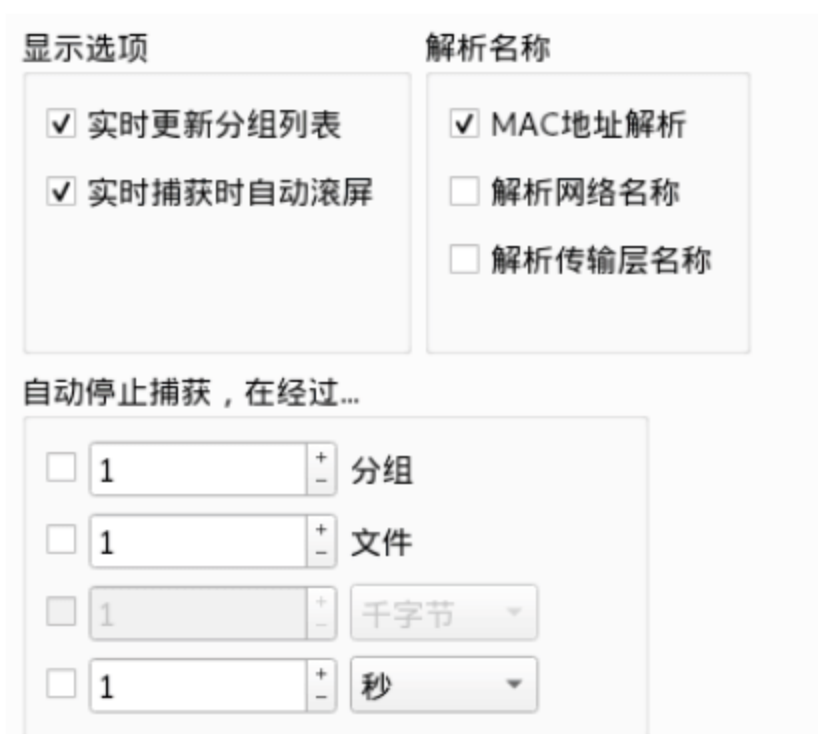 显示选项
解析名称
实时更新分组列表
MAC地址解析
实时捕获时自动滚屏
解析网络名称
解析传输层名称
自动停止捕获，在经过...
1 分组
1 文件
1 千字节
1 秒